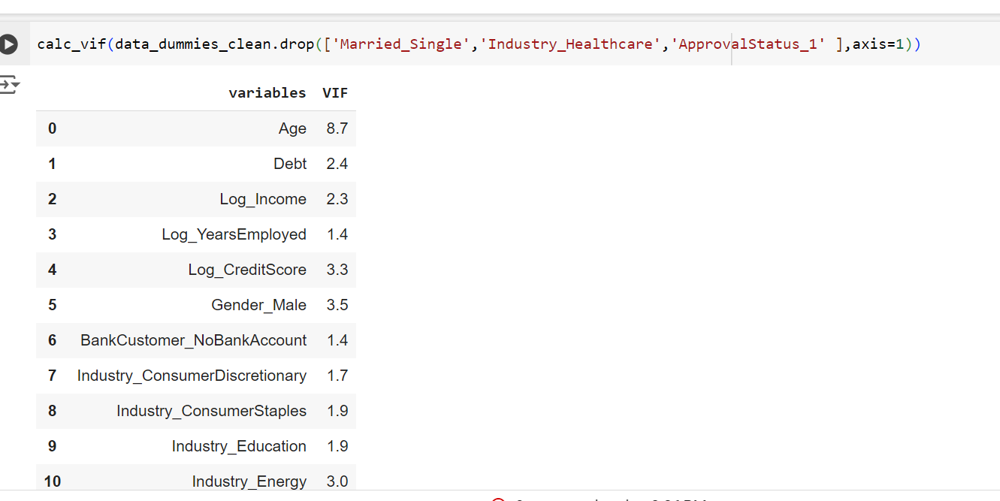 calc_vif(data_dummies_clean.drop(['Married_Single','Industry_Healthcare','ApprovalStatus_1' ],axis=1))
variables VIF
0 Age 8.7
1 Debt 2.4
2 Log_Income 2.3
3 Log_YearsEmployed 1.4
4 Log_CreditScore 3.3
5 Gender_Male 3.5
6 BankCustomer_NoBankAccount 1.4
7 Industry_ConsumerDiscretionary 1.7
8 Industry_ConsumerStaples 1.9
9 Industry_Education 1.9
10 Industry_Energy 3.0